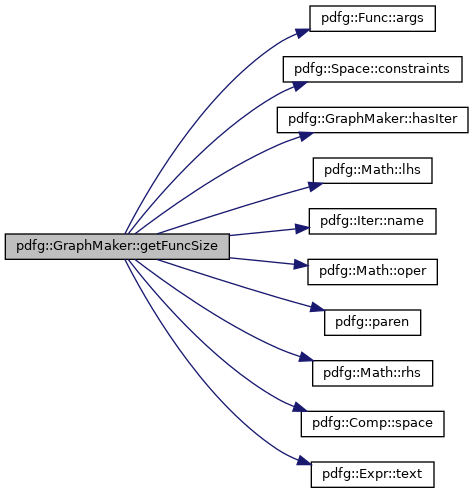 pdfg::GraphMaker::getFuncSize
pdfg::Func::args
pdfg::Space::constraints
pdfg::GraphMaker::hasIter
pdfg::Math::lhs
pdfg::Iter::name
pdfg::Math::oper
pdfg::paren
pdfg::Math::rhs
pdfg::Comp::space
pdfg::Expr::text